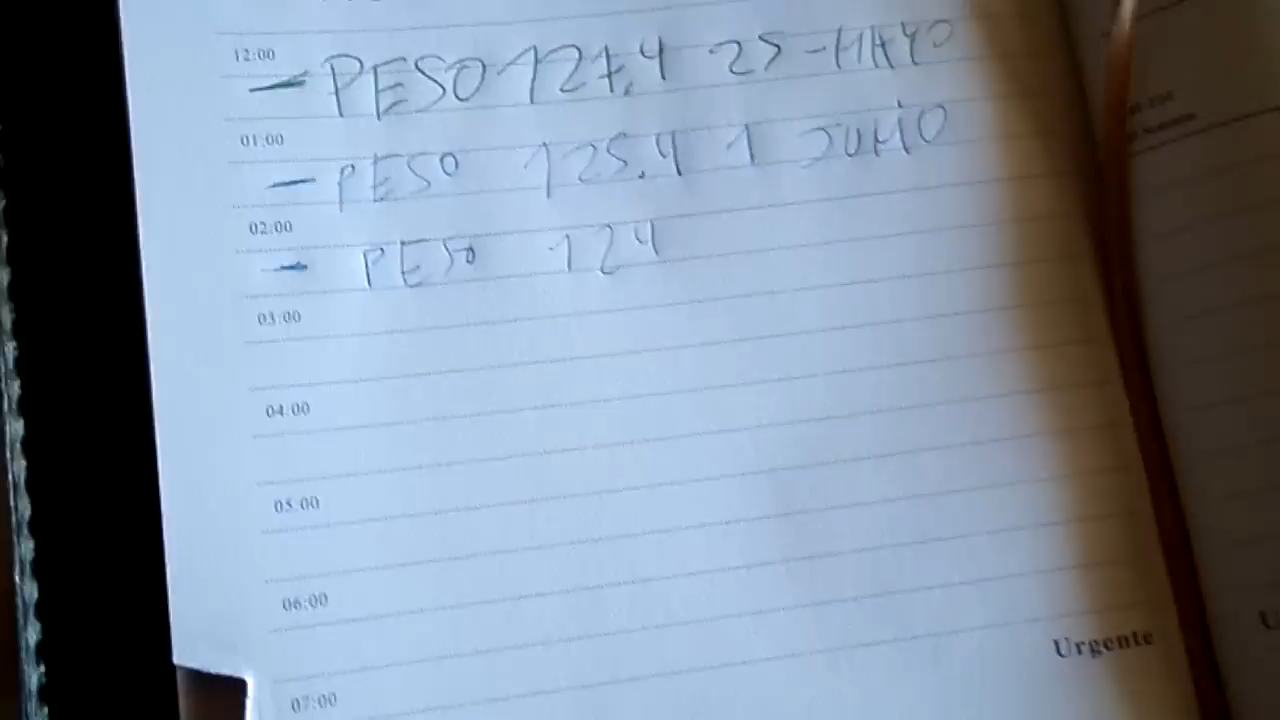 12:00
- PESO 127.4 25 - MAYO
01:00
- PESO 125.4 1 JUNIO
02:00
- PESO 124
03:00
04:00
05:00
06:00
Urgente
07:00